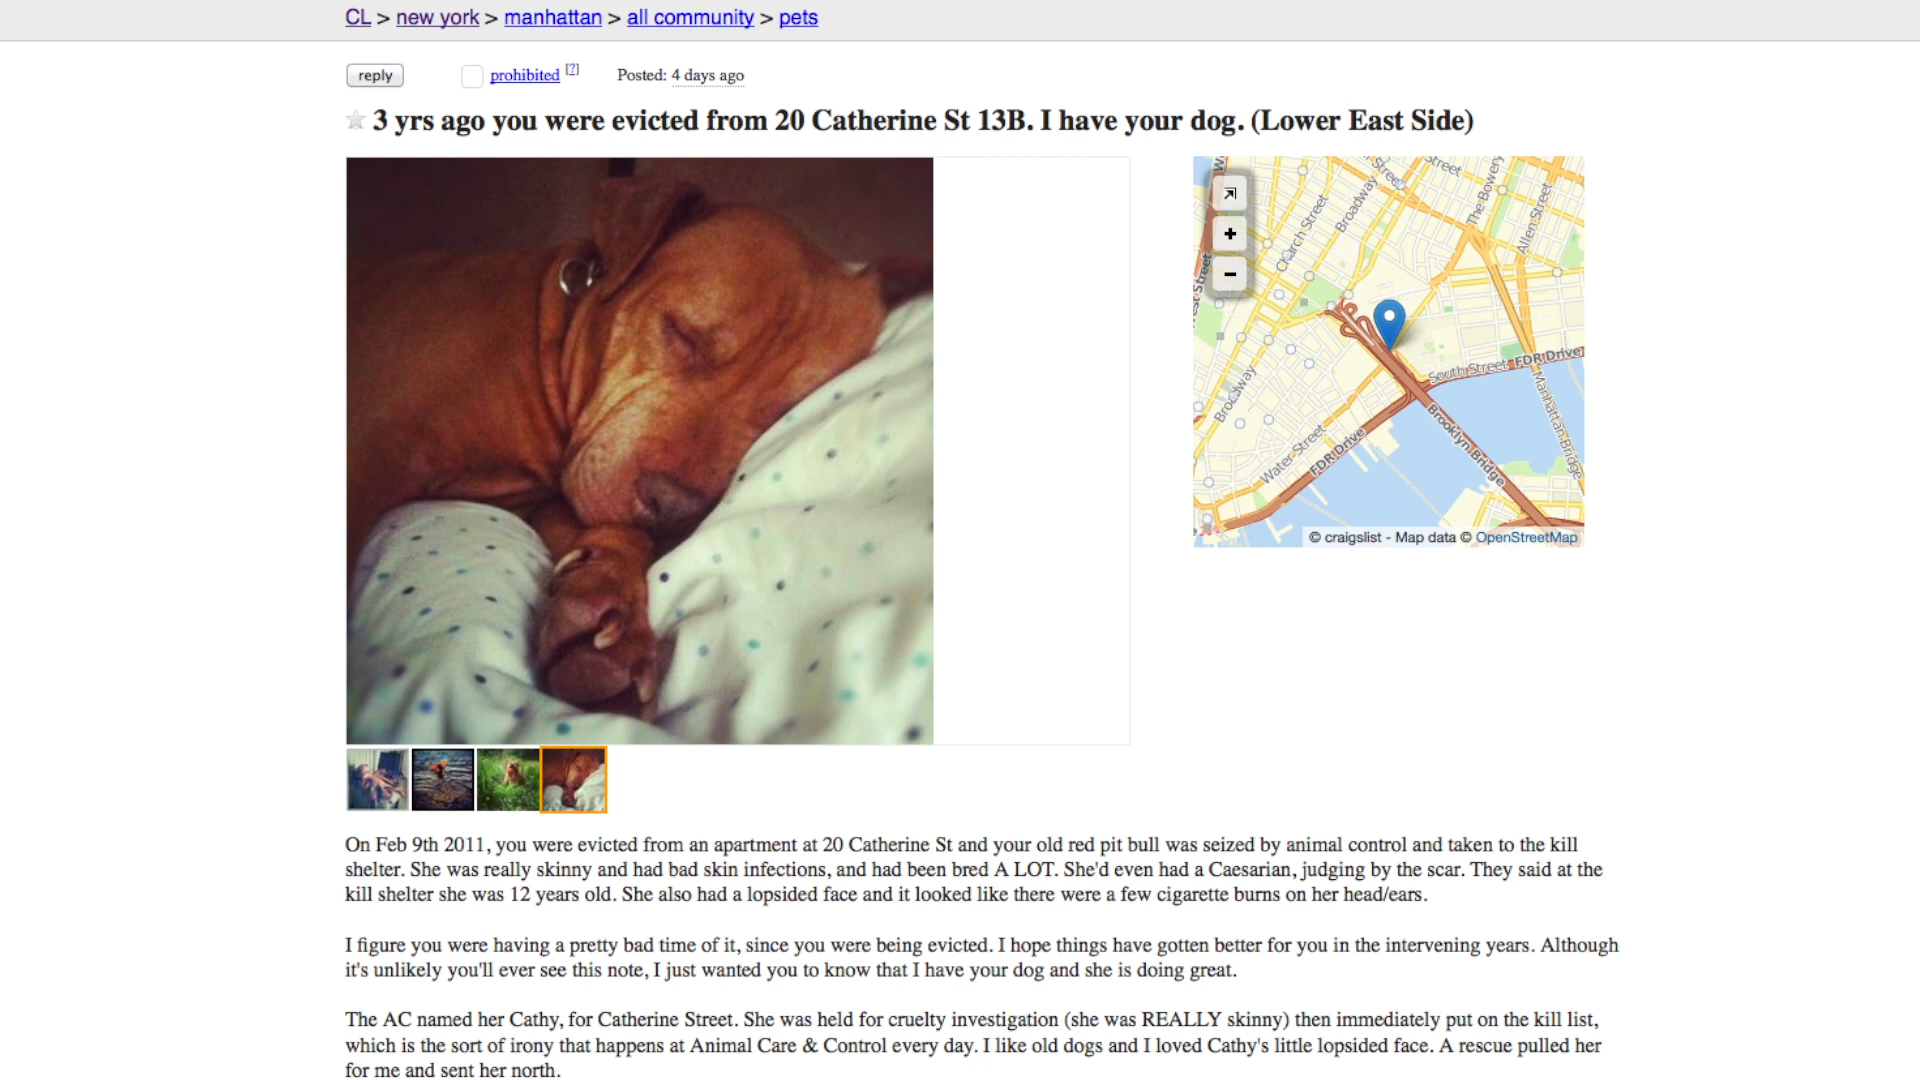 CL > new york > manhattan > all community > pets
reply prohibited [?] Posted: 4 days ago
3 yrs ago you were evicted from 20 Catherine St 13B. I have your dog. (Lower East Side)
Street
Street
Broadway
The Bowery
Allen Street
Church Street
+
−
Broadway
South Street
FDR Drive
Water Street
FDR Drive
Brooklyn Bridge
Manhattan Bridge
© craigslist - Map data © OpenStreetMap
On Feb 9th 2011, you were evicted from an apartment at 20 Catherine St and your old red pit bull was seized by animal control and taken to the kill
shelter. She was really skinny and had bad skin infections, and had been bred A LOT. She'd even had a Caesarian, judging by the scar. They said at the
kill shelter she was 12 years old. She also had a lopsided face and it looked like there were a few cigarette burns on her head/ears.
I figure you were having a pretty bad time of it, since you were being evicted. I hope things have gotten better for you in the intervening years. Although
it's unlikely you'll ever see this note, I just wanted you to know that I have your dog and she is doing great.
The AC named her Cathy, for Catherine Street. She was held for cruelty investigation (she was REALLY skinny) then immediately put on the kill list,
which is the sort of irony that happens at Animal Care & Control every day. I like old dogs and I loved Cathy's little lopsided face. A rescue pulled her
for me and sent her north.